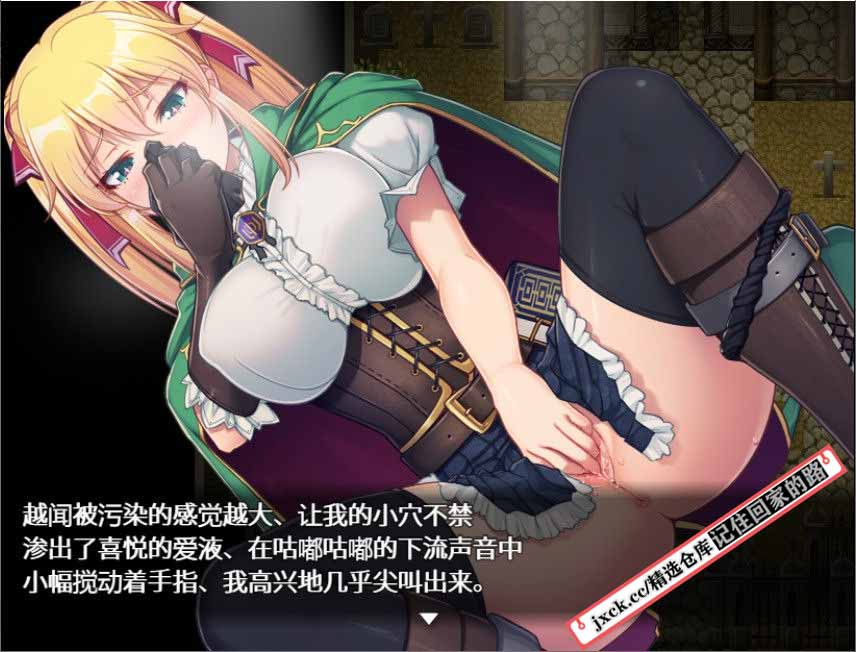 越闻被污染的感觉越大、让我的小穴不禁
渗出了喜悦的爱液、在咕嘟咕嘟的下流声音中
小幅搅动着手指、我高兴地几乎尖叫出来。
jxck.cc/精选仓库记住回家的路